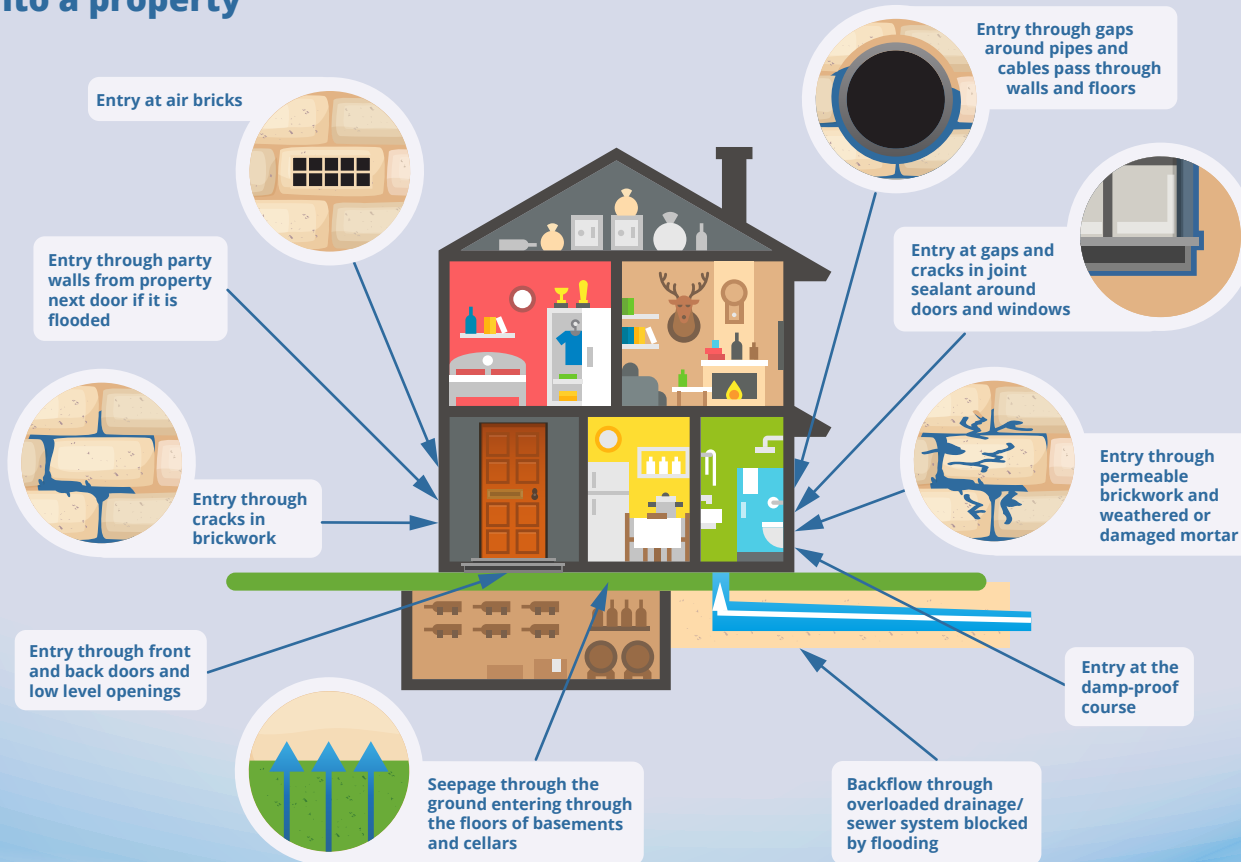 into a property
Entry at air bricks
Entry through gaps
around pipes and
cables pass through
walls and floors
Entry through party
walls from property
next door if it is
flooded
Entry at gaps and
cracks in joint
sealant around
doors and windows
Entry through
cracks in
brickwork
Entry through
permeable
brickwork and
weathered or
damaged mortar
Entry through front
and back doors and
low level openings
Entry at the
damp-proof
course
Seepage through the
ground entering through
the floors of basements
and cellars
Backflow through
overloaded drainage/
sewer system blocked
by flooding